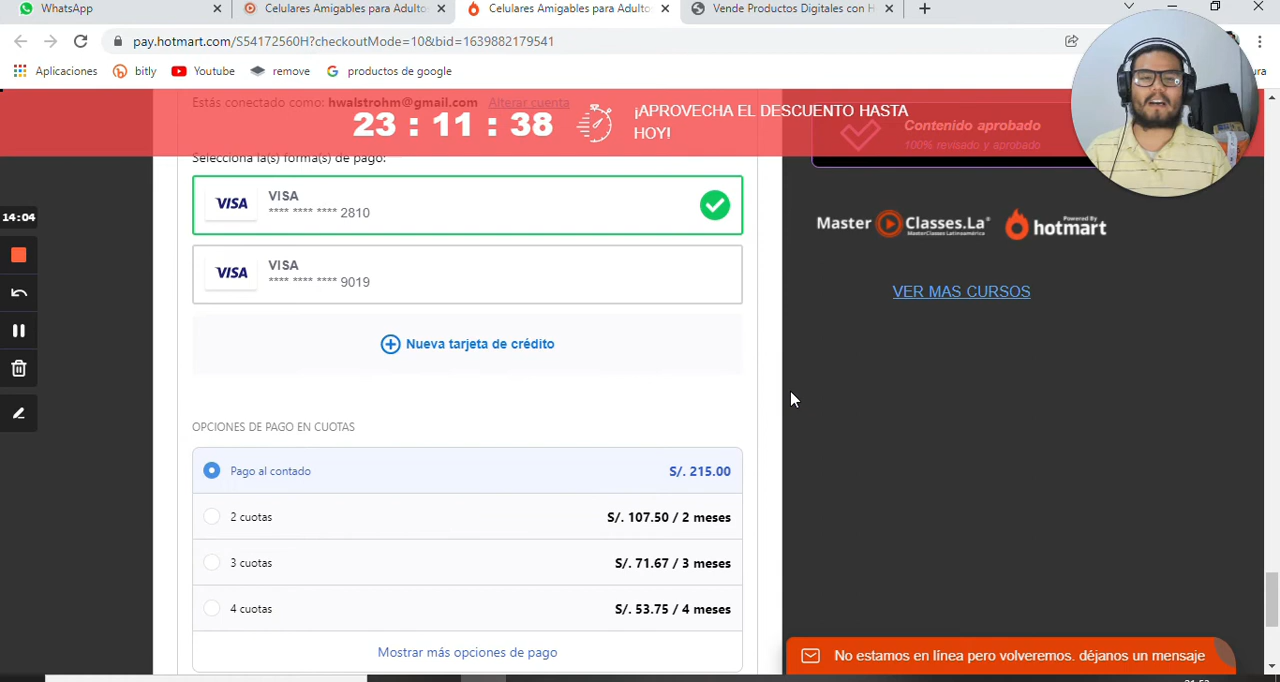 WhatsApp
Celulares Amigables para Adulto
Celulares Amigables para Adulto
Vende Productos Digitales con H
pay.hotmart.com/S54172560H?checkoutMode=10&bid=1639882179541
Aplicaciones
bitly
Youtube
remove
productos de google
Estás conectado como: hwalstrohm@gmail.com Alterar cuenta
23 : 11 : 38
¡APROVECHA EL DESCUENTO HASTA
HOY!
Contenido aprobado
100% revisado y aprobado
Selecciona la(s) forma(s) de pago:
VISA
VISA
**** **** **** 2810
VISA
VISA
**** **** **** 9019
Nueva tarjeta de crédito
Master Classes.La®
MasterClasses Latinoamérica
Powered By
hotmart
VER MAS CURSOS
14:04
OPCIONES DE PAGO EN CUOTAS
Pago al contado S/. 215.00
2 cuotas S/. 107.50 / 2 meses
3 cuotas S/. 71.67 / 3 meses
4 cuotas S/. 53.75 / 4 meses
Mostrar más opciones de pago
No estamos en línea pero volveremos. déjanos un mensaje